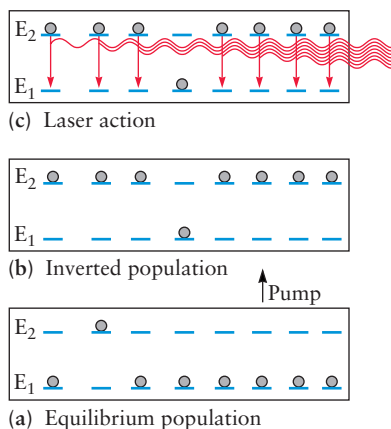 E2
E1
(c) Laser action
E2
E1
(b) Inverted population
Pump
E2
E1
(a) Equilibrium population